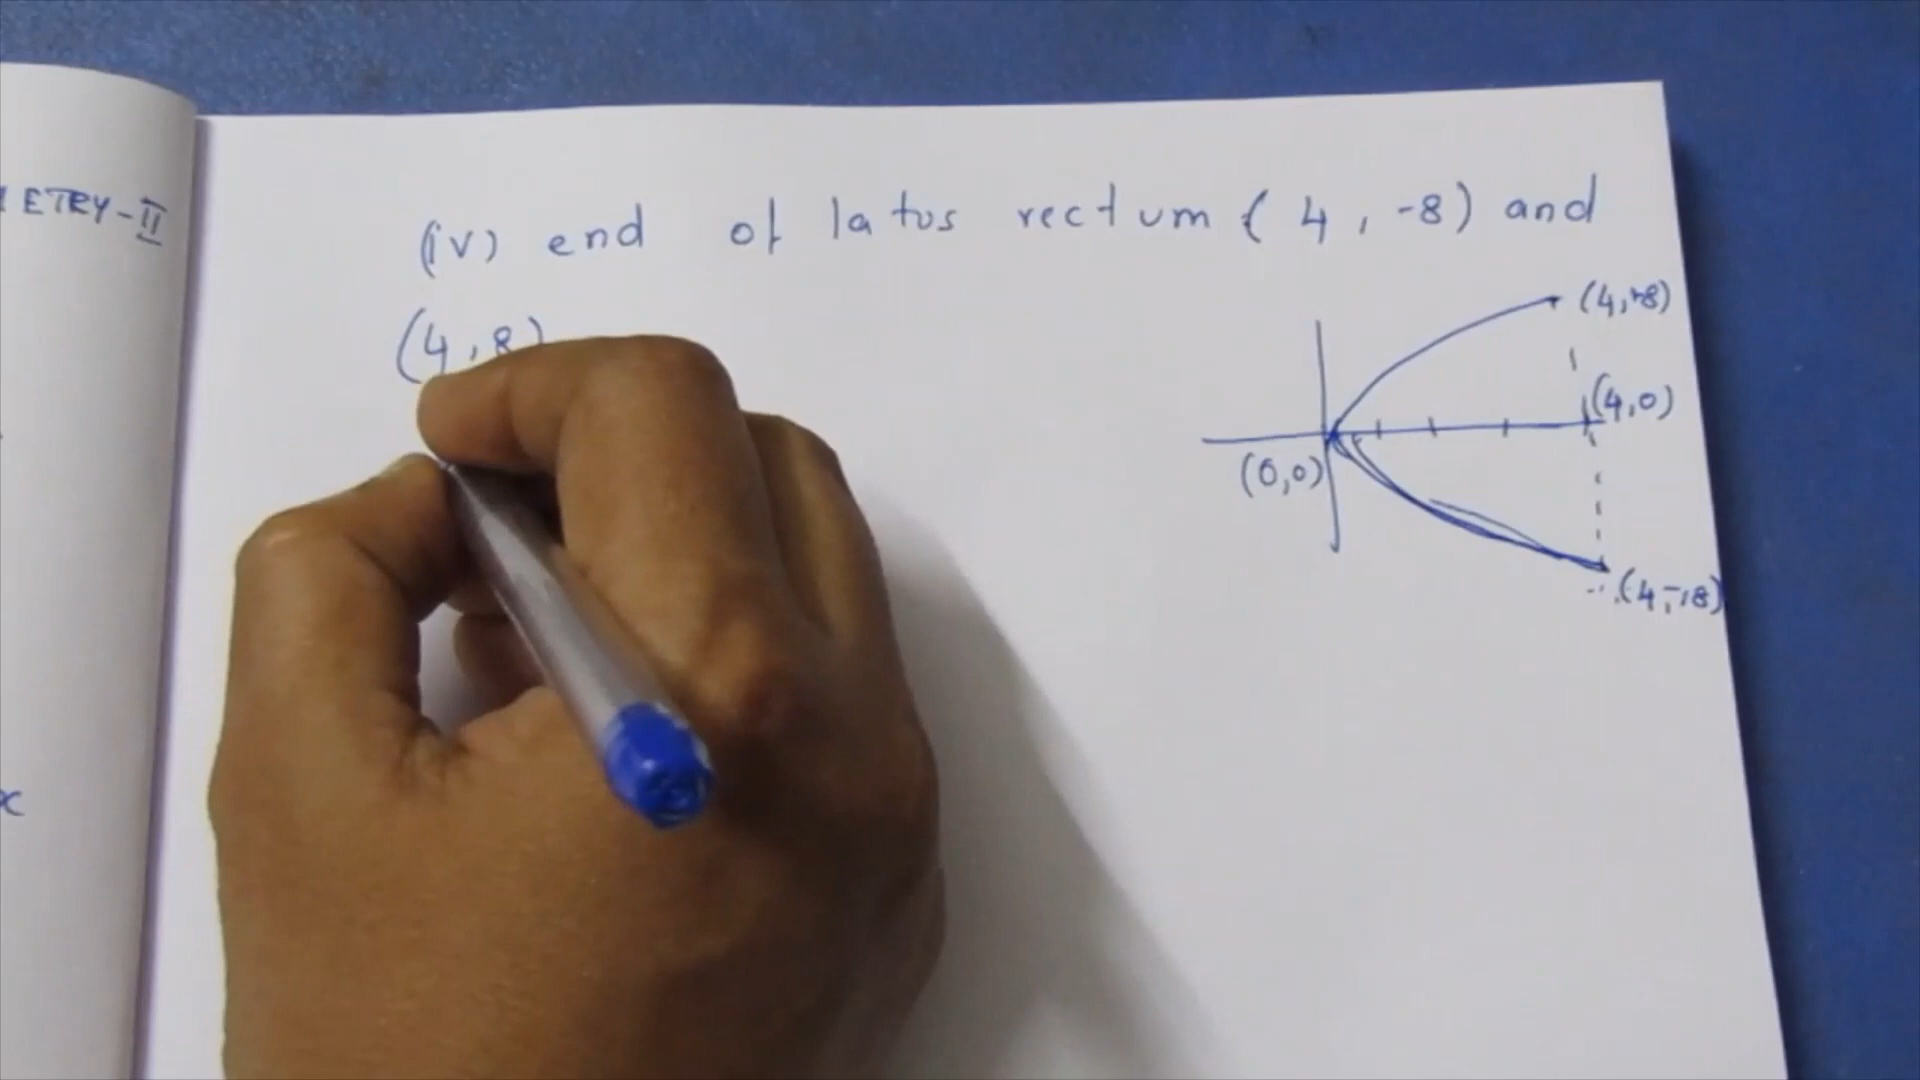 ETRY-II
(iv) end of latus rectum ( 4 , -8) and
(4,8)
(4,+8)
(4,0)
(0,0)
(4,-8)
x